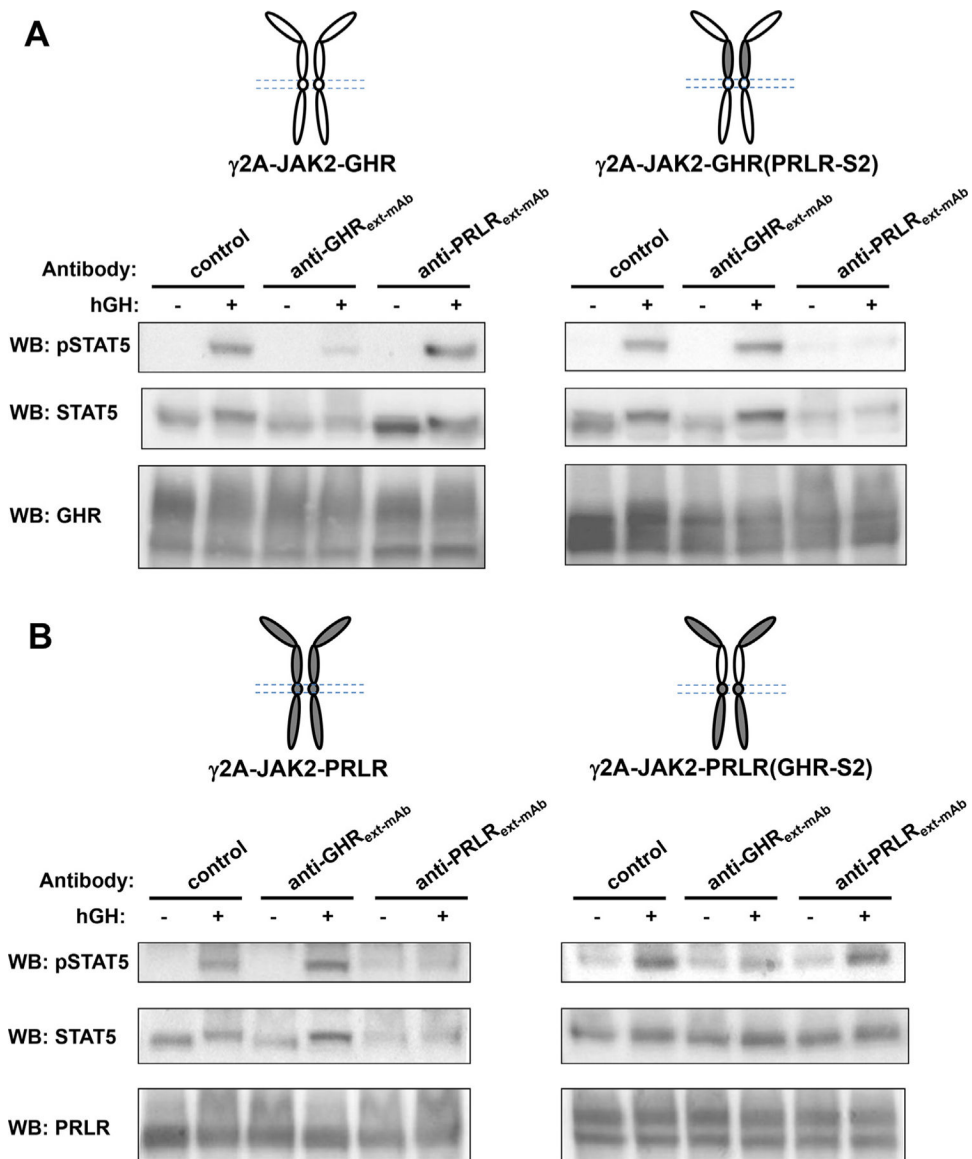 A
γ2A-JAK2-GHR
γ2A-JAK2-GHR(PRLR-S2)
Antibody: control anti-GHRext-mAb anti-PRLRext-mAb control anti-GHRext-mAb anti-PRLRext-mAb
hGH: - + - + - + - + - + - +
WB: pSTAT5
WB: STAT5
WB: GHR
B
γ2A-JAK2-PRLR
γ2A-JAK2-PRLR(GHR-S2)
Antibody: control anti-GHRext-mAb anti-PRLRext-mAb control anti-GHRext-mAb anti-PRLRext-mAb
hGH: - + - + - + - + - + - +
WB: pSTAT5
WB: STAT5
WB: PRLR